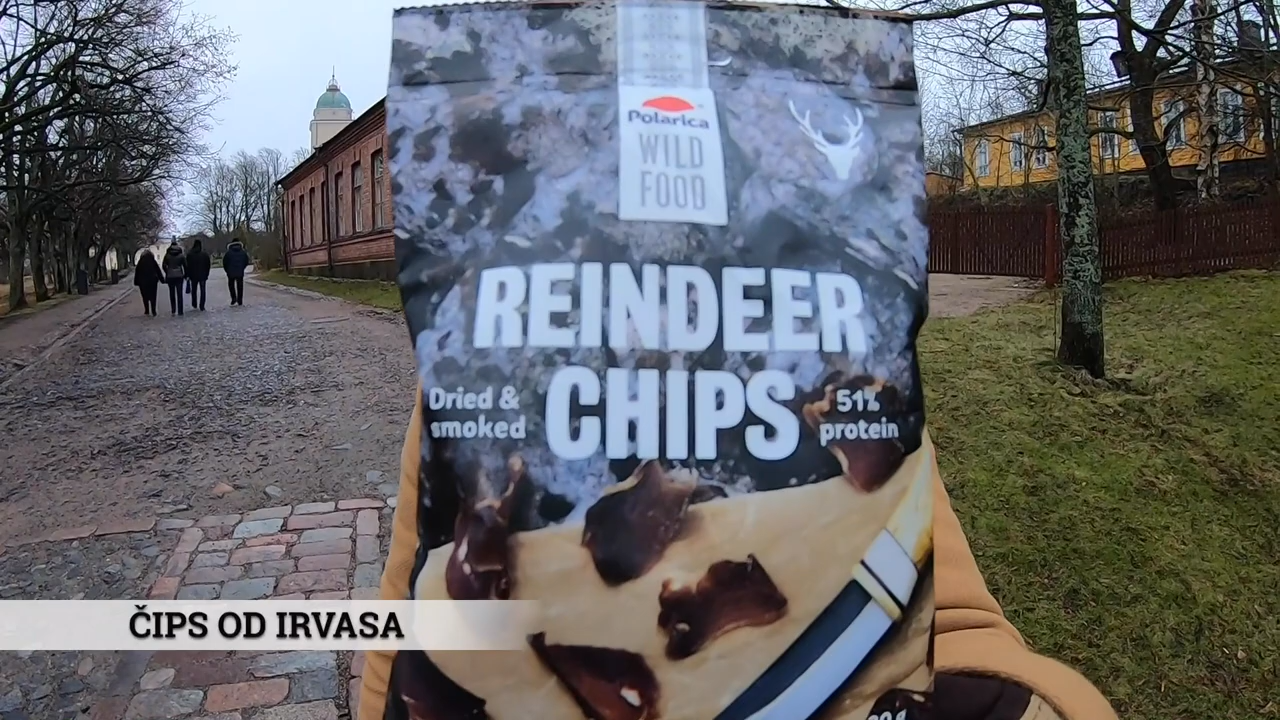 Polarica
WILD
FOOD
REINDEER
CHIPS
Dried &
smoked
51%
protein
ČIPS OD IRVASA